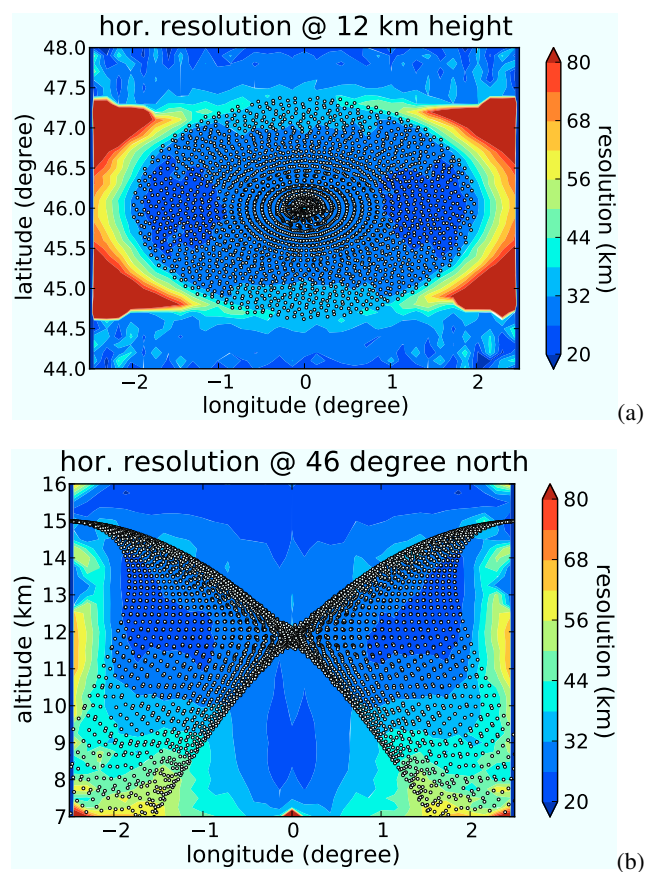 hor. resolution @ 12 km height
48.0
47.5
47.0
46.5
46.0
45.5
45.0
44.5
44.0
latitude (degree)
−2 −1 0 1 2
longitude (degree)
80
68
56
44
32
20
resolution (km)
(a)
hor. resolution @ 46 degree north
16
15
14
13
12
11
10
9
8
7
altitude (km)
−2 −1 0 1 2
longitude (degree)
80
68
56
44
32
20
resolution (km)
(b)